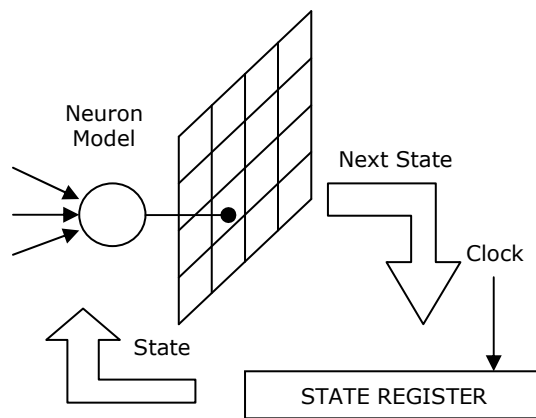 Neuron
Model
Next State
Clock
State
STATE REGISTER